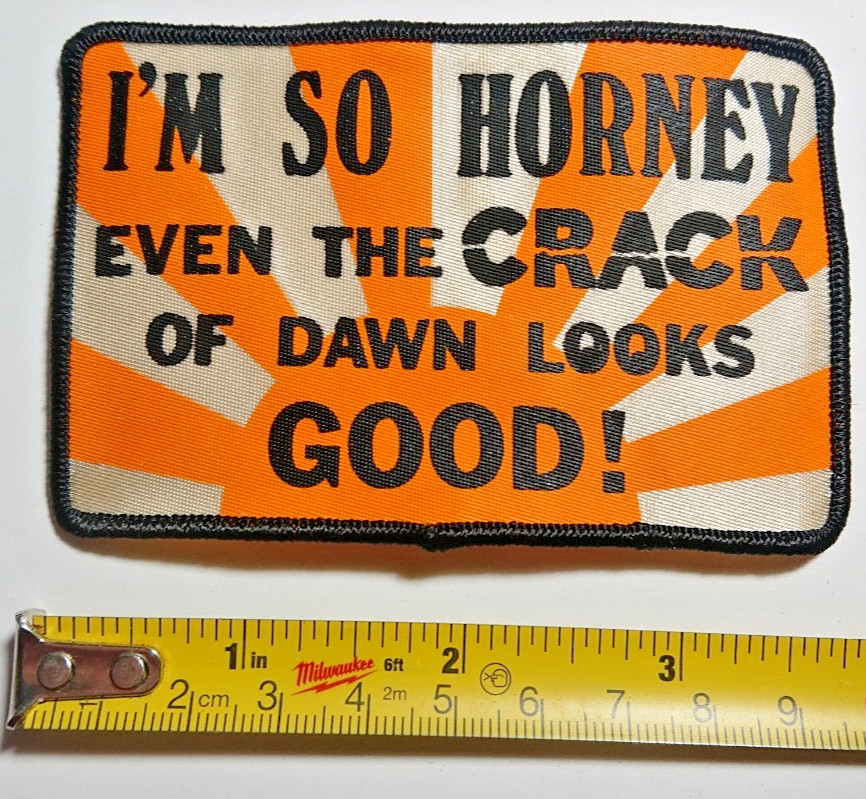 I'M SO HORNEY
EVEN THE CRACK
OF DAWN LOOKS
GOOD!
1 in Milwaukee 6ft 2 3
1 2 cm 3 4 2m 5 6 7 8 9